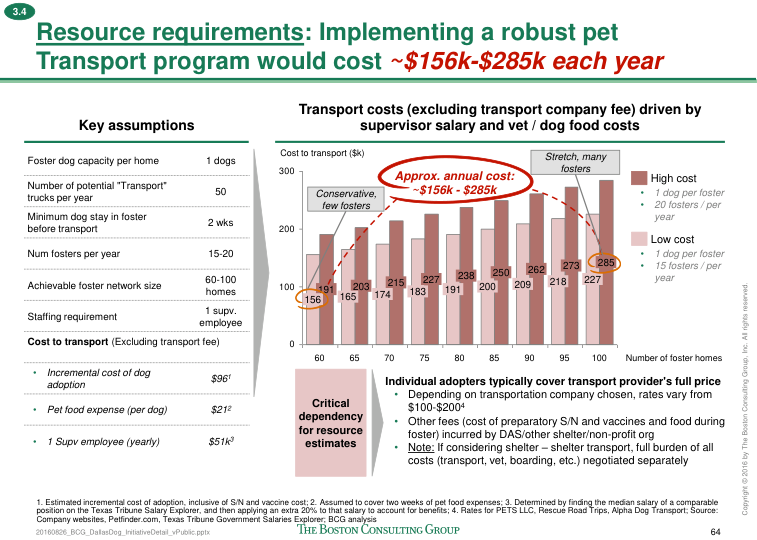 3.4
Resource requirements: Implementing a robust pet
Transport program would cost ~$156k-$285k each year
Key assumptions
Foster dog capacity per home 1 dogs
Number of potential "Transport" 50
trucks per year
Minimum dog stay in foster 2 wks
before transport
Num fosters per year 15-20
Achievable foster network size 60-100
homes
Staffing requirement 1 supv.
employee
Cost to transport (Excluding transport fee)
• Incremental cost of dog $96¹
adoption
• Pet food expense (per dog) $21²
• 1 Supv employee (yearly) $51k³
Transport costs (excluding transport company fee) driven by
supervisor salary and vet / dog food costs
Cost to transport ($k)
300
200
100
0
Conservative,
few fosters
Approx. annual cost:
~$156k - $285k
Stretch, many
fosters
191 203 215 227 238 250 262 273 285
156 165 174 183 191 200 209 218 227
60 65 70 75 80 85 90 95 100 Number of foster homes
High cost
• 1 dog per foster
• 20 fosters / per
year
Low cost
• 1 dog per foster
• 15 fosters / per
year
Critical
dependency
for resource
estimates
Individual adopters typically cover transport provider's full price
• Depending on transportation company chosen, rates vary from
$100-$200⁴
• Other fees (cost of preparatory S/N and vaccines and food during
foster) incurred by DAS/other shelter/non-profit org
• Note: If considering shelter – shelter transport, full burden of all
costs (transport, vet, boarding, etc.) negotiated separately
1. Estimated incremental cost of adoption, inclusive of S/N and vaccine cost; 2. Assumed to cover two weeks of pet food expenses; 3. Determined by finding the median salary of a comparable
position on the Texas Tribune Salary Explorer, and then applying an extra 20% to that salary to account for benefits; 4. Rates for PETS LLC, Rescue Road Trips, Alpha Dog Transport; Source:
Company websites, Petfinder.com, Texas Tribune Government Salaries Explorer; BCG analysis
20160826_BCG_DallasDog_InitiativeDetail_vPublic.pptx
THE BOSTON CONSULTING GROUP
64
Copyright © 2016 by The Boston Consulting Group, Inc. All rights reserved.